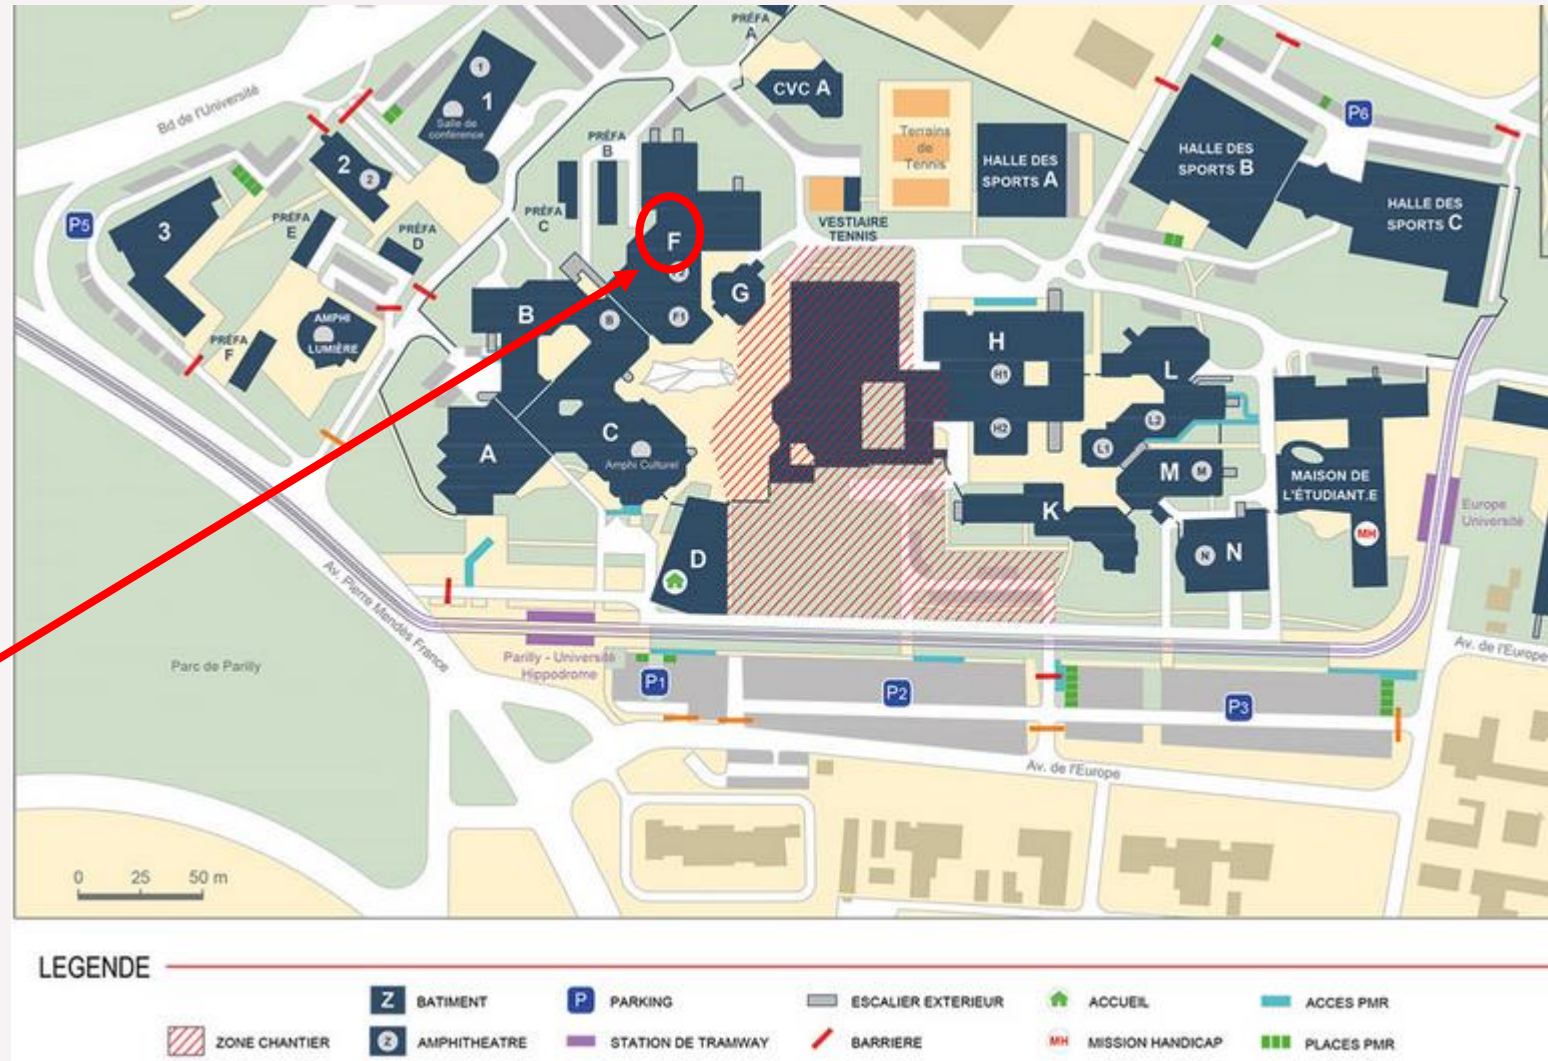 PRÉFA
A
Bd de l'Université
1
1
Salle de
conférence
CVC A
2
2
PRÉFA
B
PRÉFA
C
Terrains
de
Tennis
HALLE DES
SPORTS A
HALLE DES
SPORTS B
P6
HALLE DES
SPORTS C
P5
3
PRÉFA
E
PRÉFA
D
VESTIAIRE
TENNIS
F
F1
G
B
B
AMPHI
LUMIÈRE
PRÉFA
F
H
H1
H2
L
L2
L1
A
C
Amphi Culturel
M
M
MAISON DE
L'ÉTUDIANT.E
MH
K
N
N
Europe
Université
D
Av. Pierre Mendès France
Parc de Parilly
Parilly - Université
Hippodrome
P1
P2
P3
Av. de l'Europe
Av. de l'Europe
0 25 50 m
LEGENDE
Z BATIMENT
P PARKING
ESCALIER EXTERIEUR
ACCUEIL
ACCES PMR
ZONE CHANTIER
Z AMPHITHEATRE
STATION DE TRAMWAY
BARRIERE
MH MISSION HANDICAP
PLACES PMR